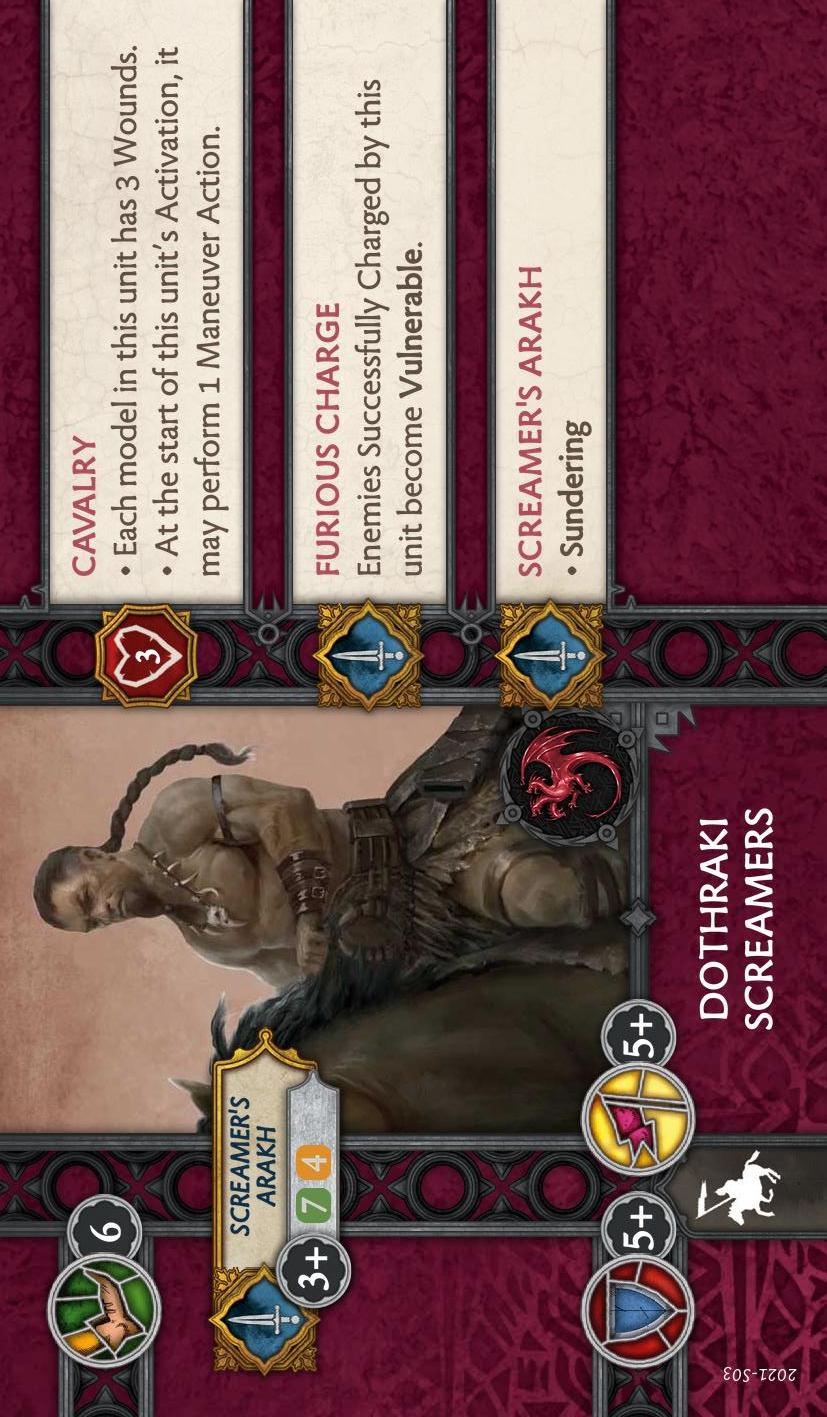 6
SCREAMER'S
ARAKH
3+
7 4
5+
5+
DOTHRAKI
SCREAMERS
2021-S03
3
CAVALRY
• Each model in this unit has 3 Wounds.
• At the start of this unit's Activation, it
may perform 1 Maneuver Action.
FURIOUS CHARGE
Enemies Successfully Charged by this
unit become Vulnerable.
SCREAMER'S ARAKH
• Sundering